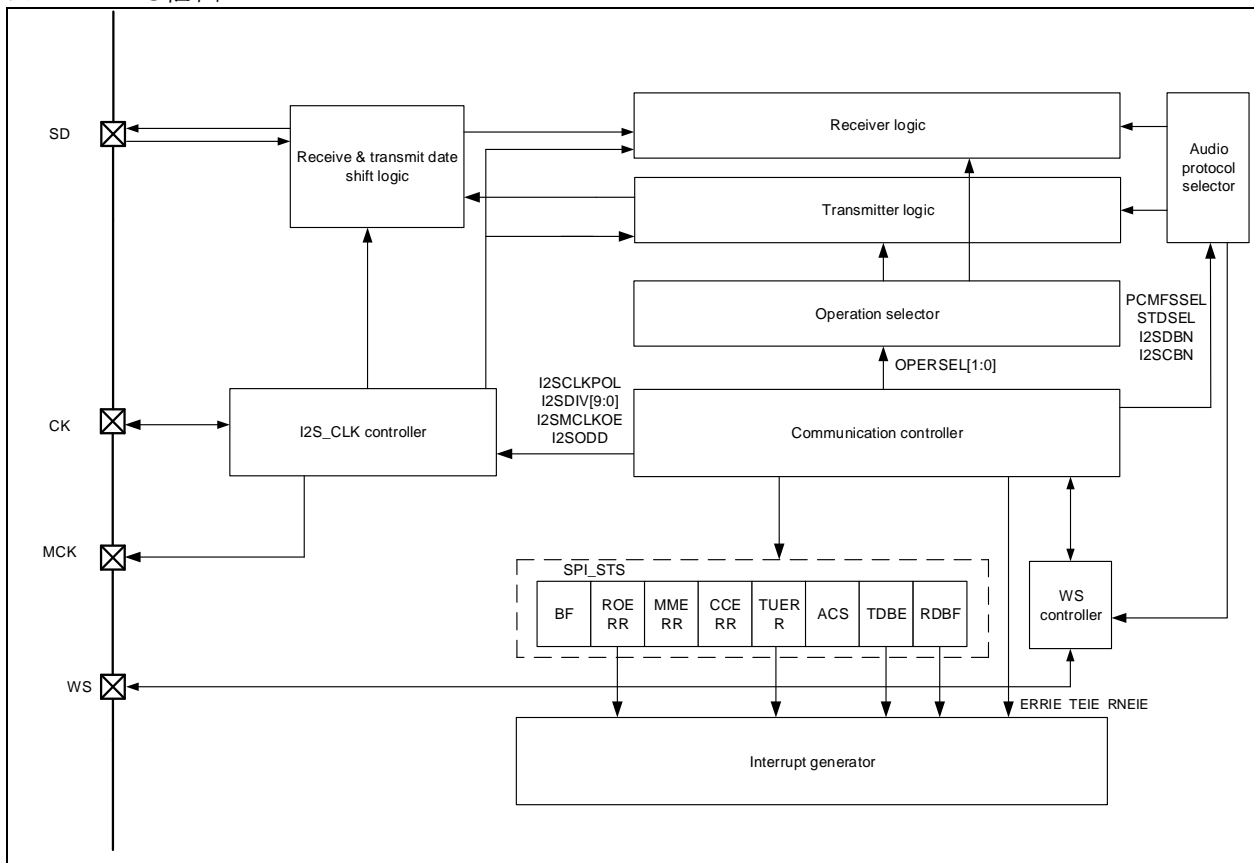 SD
Receive & transmit date
shift logic
Receiver logic
Audio
protocol
selector
Transmitter logic
Operation selector
PCMFSSEL
STDSEL
I2SDBN
I2SCBN
OPERSEL[1:0]
I2SCLKPOL
I2SDIV[9:0]
I2SMCLKOE
I2SODD
CK
I2S_CLK controller
Communication controller
MCK
SPI_STS
BF
ROE
RR
MME
RR
CCE
RR
TUER
R
ACS
TDBE
RDBF
WS
controller
WS
ERRIE TEIE RNEIE
Interrupt generator